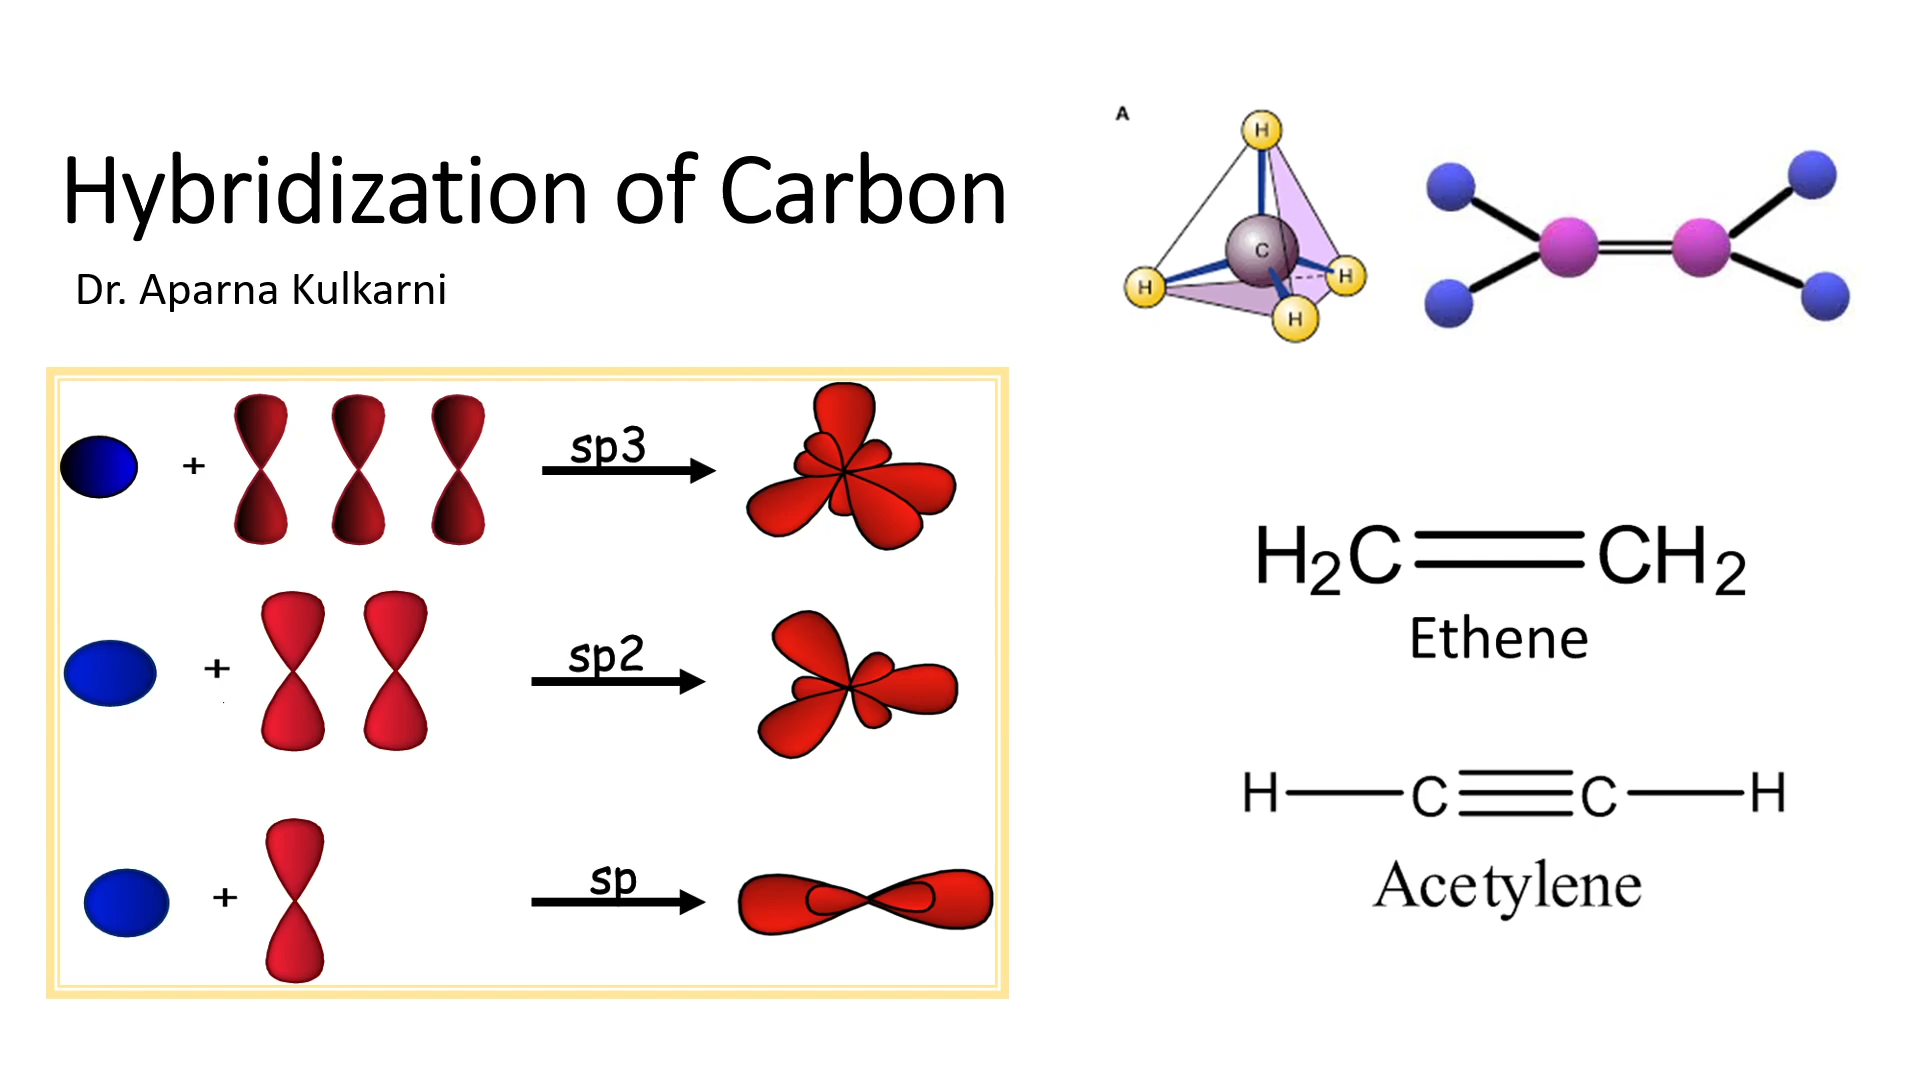 Hybridization of Carbon
Dr. Aparna Kulkarni
+ sp3
+ sp2
+ sp
A
H
C
H H
H
H₂C CH₂
Ethene
H C C H
Acetylene